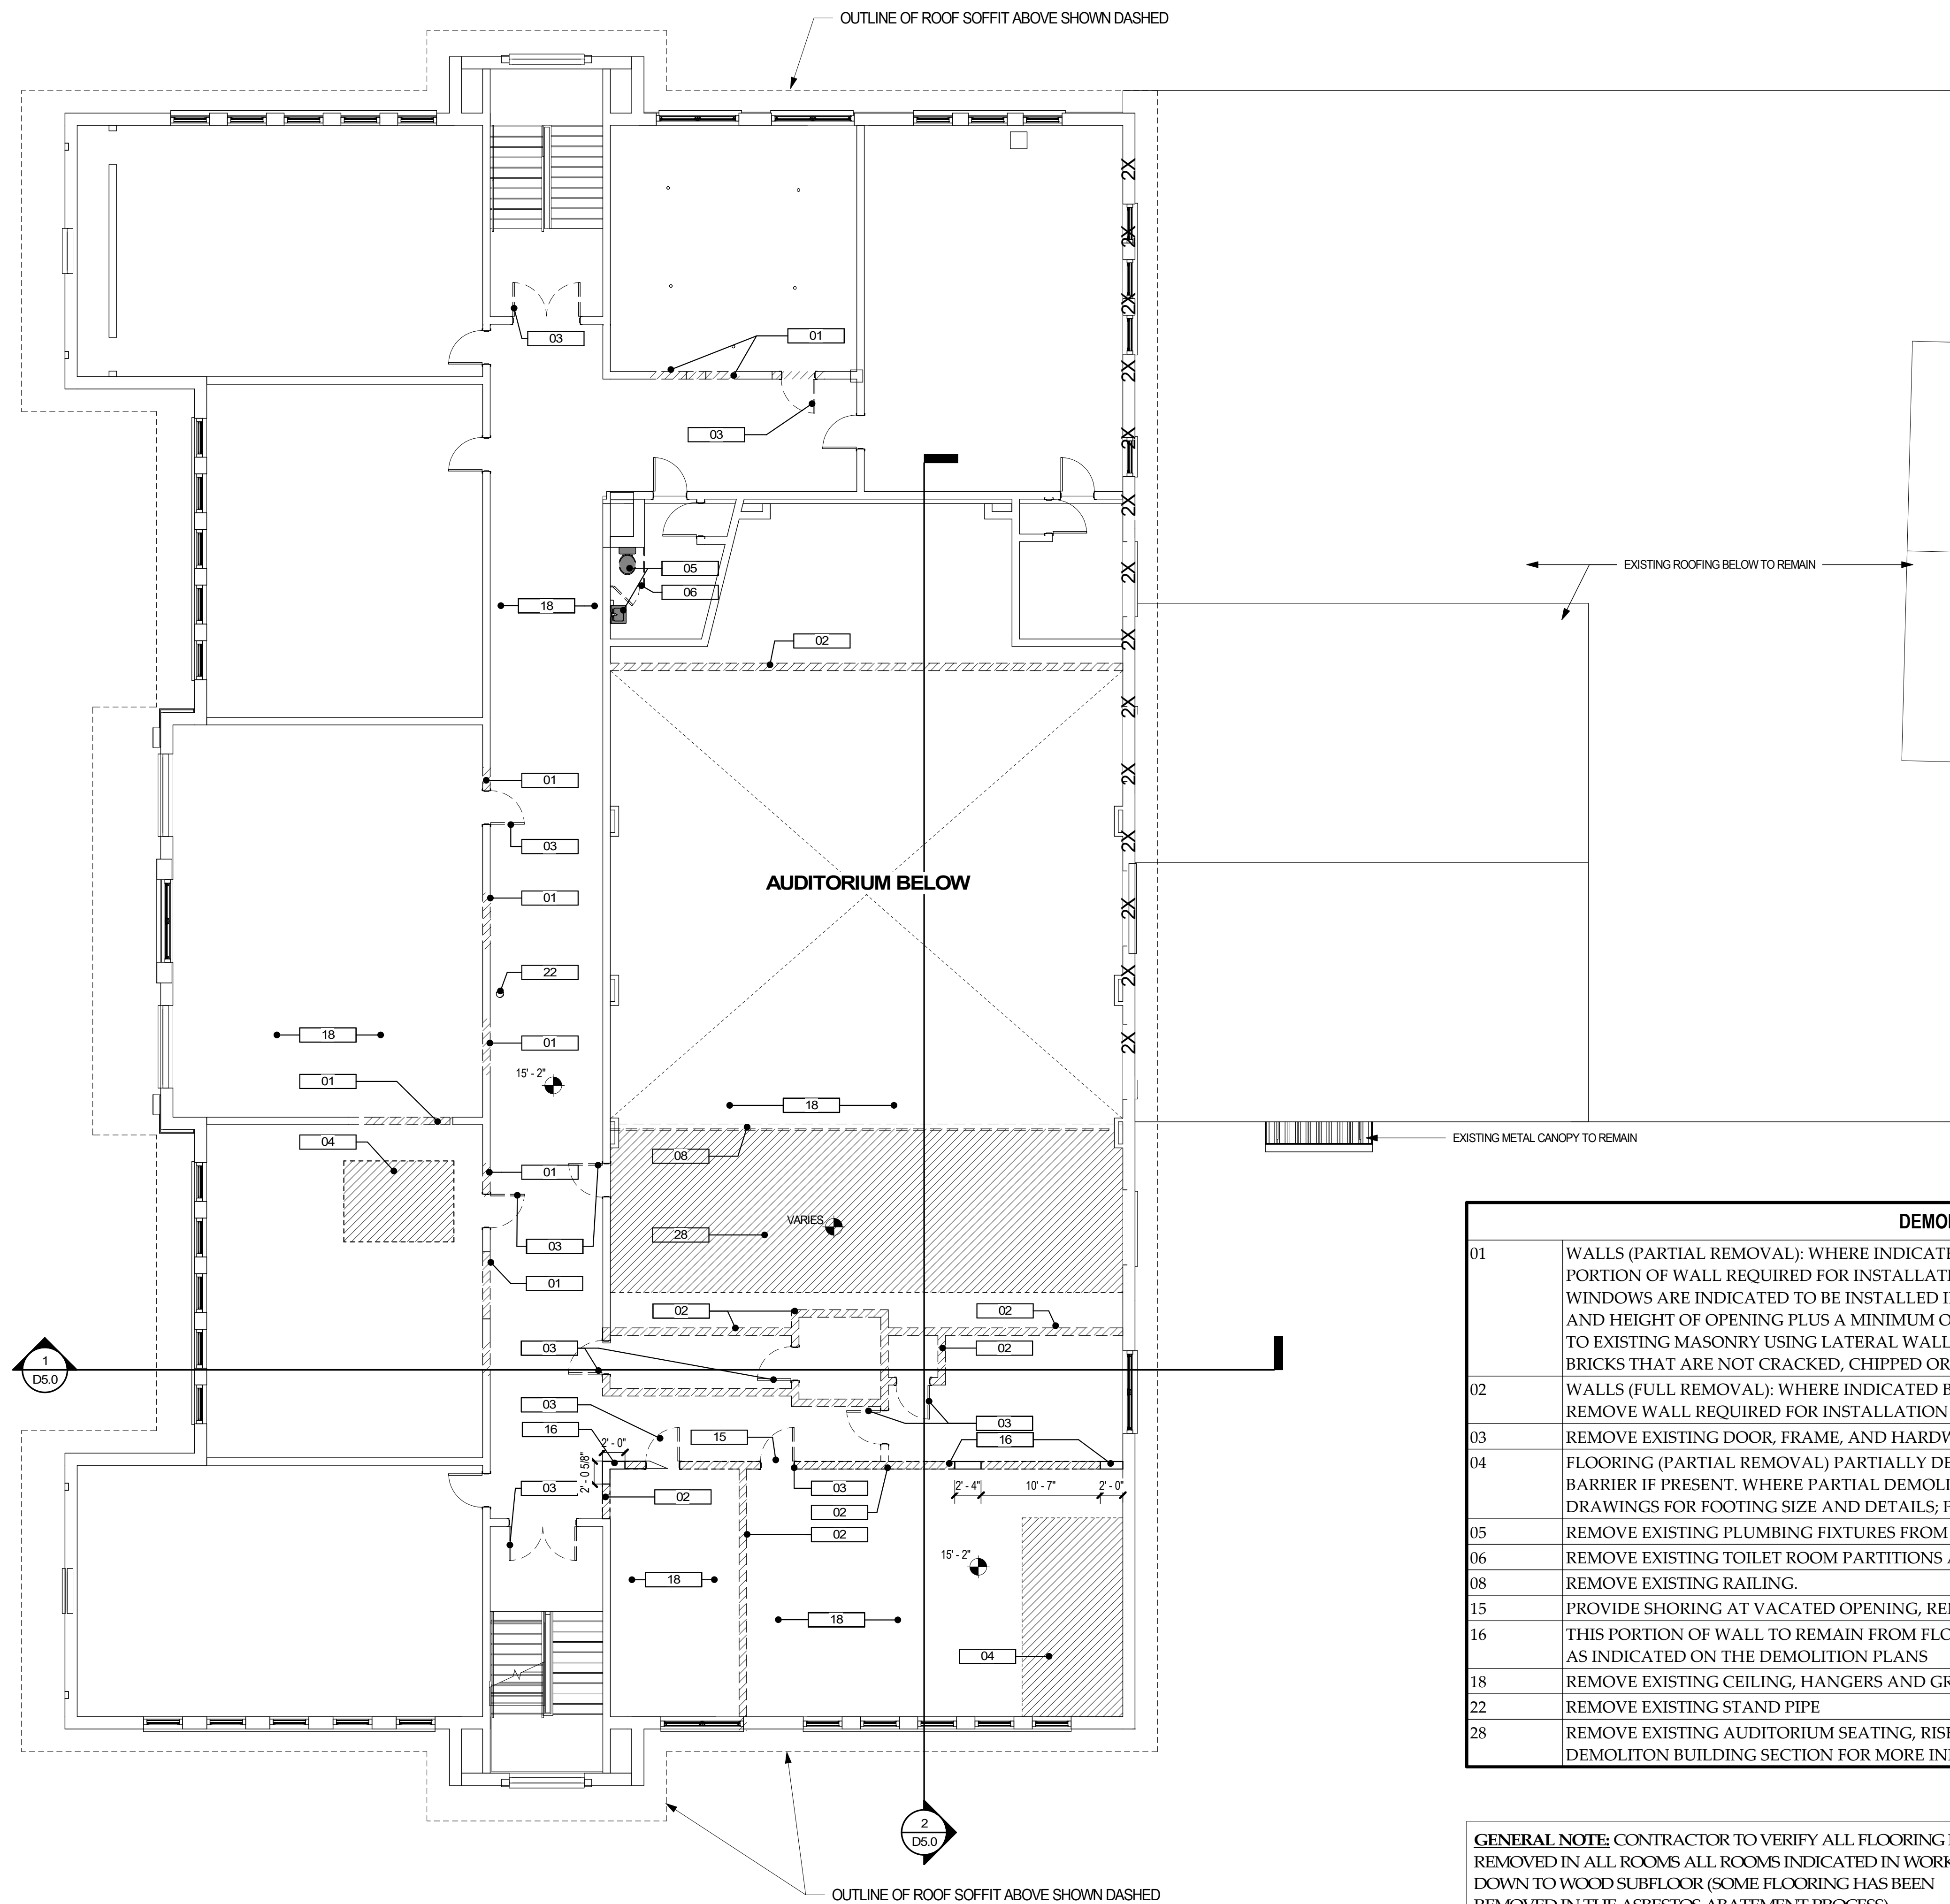 OUTLINE OF ROOF SOFFIT ABOVE SHOWN DASHED
2X
2X
2X
2X
2X
2X
2X
2X
2X
2X
2X
2X
2X
2X
03
01
03
05
06
18
02
EXISTING ROOFING BELOW TO REMAIN
01
03
01
AUDITORIUM BELOW
22
18
01
15' - 2"
01
18
04
08
01
EXISTING METAL CANOPY TO REMAIN
VARIES
28
03
01
02
02
03
02
1
D5.0
03
03
16
15
16
2' - 0"
2' - 0 5/8"
03
02
03
02
02
2' - 4"
10' - 7"
2' - 0"
15' - 2"
18
18
04
2
D5.0
OUTLINE OF ROOF SOFFIT ABOVE SHOWN DASHED
01 WALLS (PARTIAL REMOVAL): WHERE
PORTION OF WALL REQUIRED FOR
WINDOWS ARE INDICATED TO BE INSTALLED
AND HEIGHT OF OPENING PLUS A MINIMUM
TO EXISTING MASONRY USING LATERAL WALL
BRICKS THAT ARE NOT CRACKED, CHIPPED OR
02 WALLS (FULL REMOVAL): WHERE INDICATED
REMOVE WALL REQUIRED FOR INSTALLATION
03 REMOVE EXISTING DOOR, FRAME, AND
04 FLOORING (PARTIAL REMOVAL) PARTIALLY
BARRIER IF PRESENT. WHERE PARTIAL
DRAWINGS FOR FOOTING SIZE AND DETAILS;
05 REMOVE EXISTING PLUMBING FIXTURES FROM
06 REMOVE EXISTING TOILET ROOM PARTITIONS
08 REMOVE EXISTING RAILING.
15 PROVIDE SHORING AT VACATED OPENING,
16 THIS PORTION OF WALL TO REMAIN FROM
AS INDICATED ON THE DEMOLITION PLANS
18 REMOVE EXISTING CEILING, HANGERS AND
22 REMOVE EXISTING STAND PIPE
28 REMOVE EXISTING AUDITORIUM SEATING,
DEMOLITON BUILDING SECTION FOR MORE
GENERAL NOTE: CONTRACTOR TO VERIFY ALL FLOORING
REMOVED IN ALL ROOMS ALL ROOMS INDICATED IN
DOWN TO WOOD SUBFLOOR (SOME FLOORING HAS BEEN
REMOVED IN THE ASBESTOS ABATEMENT PROCESS)